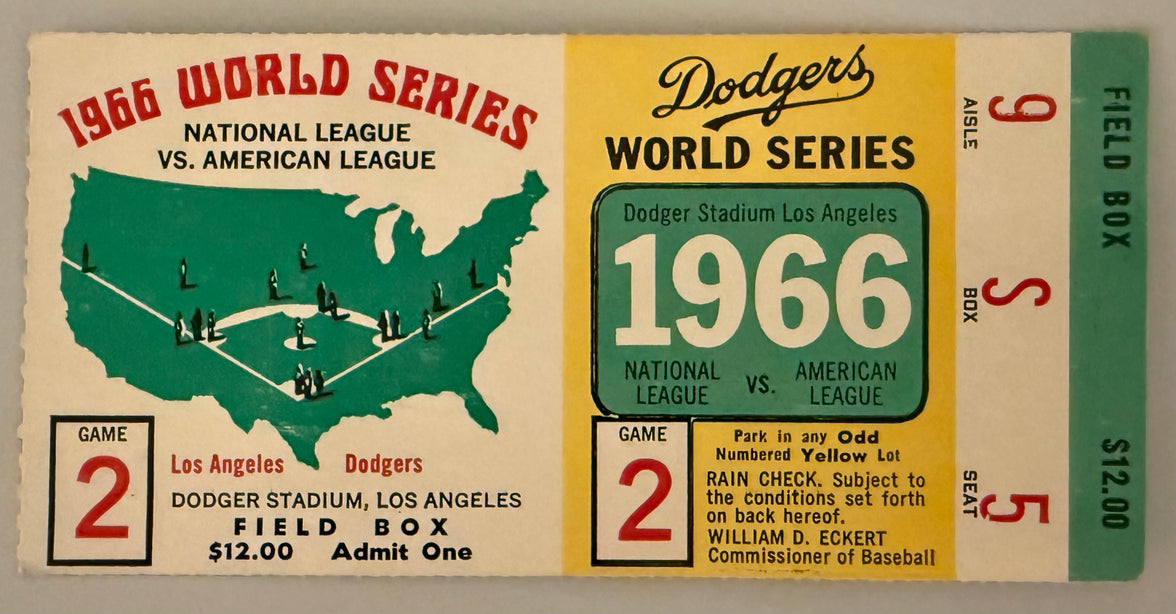 1966 WORLD SERIES
NATIONAL LEAGUE
VS. AMERICAN LEAGUE
GAME
2
Los Angeles Dodgers
DODGER STADIUM, LOS ANGELES
FIELD BOX
$12.00 Admit One
Dodgers
WORLD SERIES
Dodger Stadium Los Angeles
1966
NATIONAL
LEAGUE
VS.
AMERICAN
LEAGUE
GAME
2
Park in any Odd
Numbered Yellow Lot
RAIN CHECK. Subject to
the conditions set forth
on back hereof.
WILLIAM D. ECKERT
Commissioner of Baseball
9
AISLE
S
BOX
5
SEAT
FIELD BOX $12.00